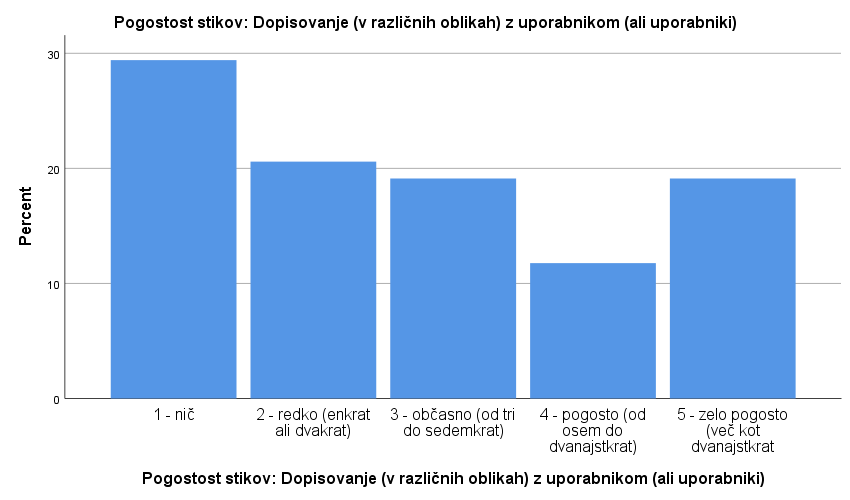 Pogostost stikov: Dopisovanje (v različnih oblikah) z uporabnikom (ali uporabniki)
30
20
10
0
Percent
1 - nič
2 - redko (enkrat
ali dvakrat)
3 - občasno (od tri
do sedemkrat)
4 - pogosto (od
osem do
dvanajstkrat)
5 - zelo pogosto
(več kot
dvanajstkrat
Pogostost stikov: Dopisovanje (v različnih oblikah) z uporabnikom (ali uporabniki)